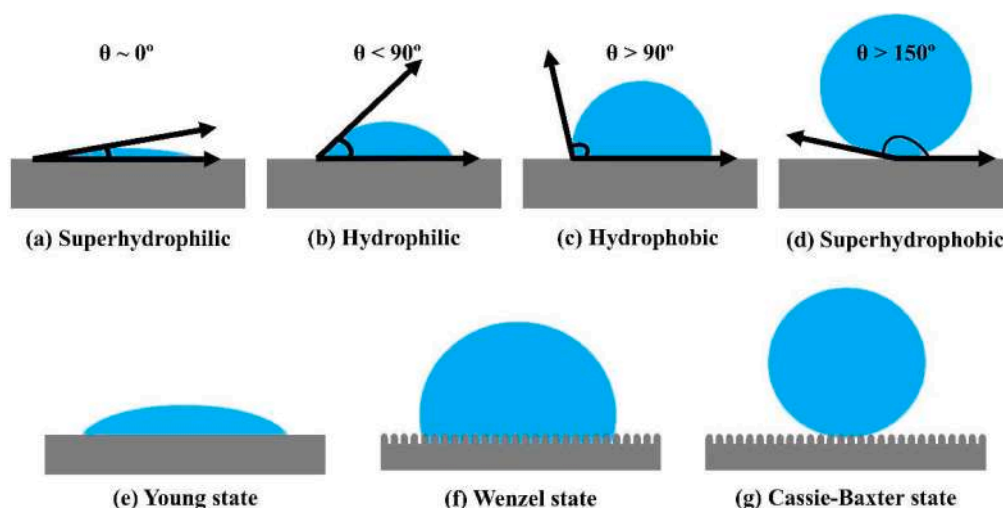 θ ~ 0º
θ < 90º
θ > 90º
θ > 150º
(a) Superhydrophilic
(b) Hydrophilic
(c) Hydrophobic
(d) Superhydrophobic
(e) Young state
(f) Wenzel state
(g) Cassie-Baxter state